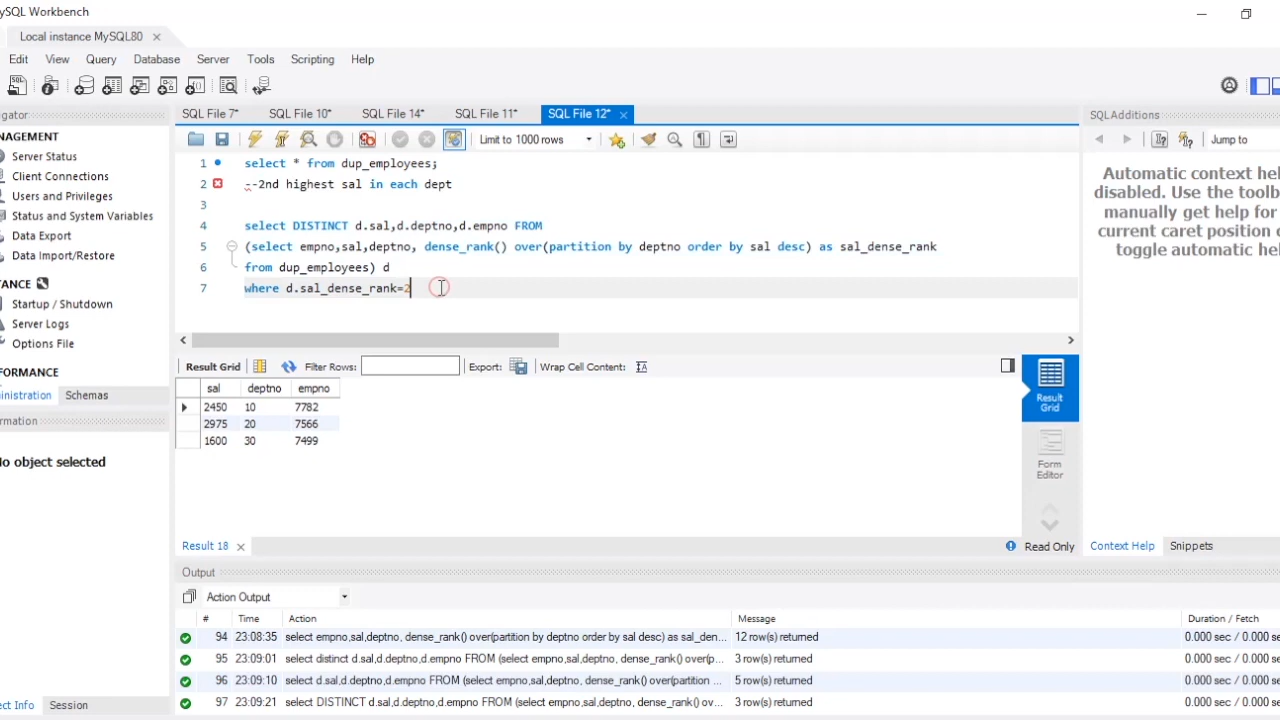 ySQL Workbench
Local instance MySQL80
Edit View Query Database Server Tools Scripting Help
gator
SQL File 7* SQL File 10* SQL File 14* SQL File 11* SQL File 12*
SQLAdditions
NAGEMENT
Server Status
Client Connections
Users and Privileges
Status and System Variables
Data Export
Data Import/Restore
TANCE
Startup / Shutdown
Server Logs
Options File
FORMANCE
ninistration Schemas
rmation
lo object selected
ect Info Session
Limit to 1000 rows
1 select * from dup_employees;
2 --2nd highest sal in each dept
3
4 select DISTINCT d.sal,d.deptno,d.empno FROM
5 (select empno,sal,deptno, dense_rank() over(partition by deptno order by sal desc) as sal_dense_rank
6 from dup_employees) d
7 where d.sal_dense_rank=2
Jump to
Automatic context hel
disabled. Use the toolb
manually get help for
current caret position o
toggle automatic hel
Result Grid Filter Rows: Export: Wrap Cell Content:
sal deptno empno
2450 10 7782
2975 20 7566
1600 30 7499
Result
Grid
Form
Editor
Result 18 Read Only
Context Help Snippets
Output
Action Output
# Time Action Message Duration / Fetch
94 23:08:35 select empno,sal,deptno, dense_rank() over(partition by deptno order by sal desc) as sal_den... 12 row(s) returned 0.000 sec / 0.000 s
95 23:09:01 select distinct d.sal,d.deptno,d.empno FROM (select empno,sal,deptno, dense_rank() over(p... 3 row(s) returned 0.000 sec / 0.000 s
96 23:09:10 select d.sal,d.deptno,d.empno FROM (select empno,sal,deptno, dense_rank() over(partition ... 5 row(s) returned 0.000 sec / 0.000 s
97 23:09:21 select DISTINCT d.sal,d.deptno,d.empno FROM (select empno,sal,deptno, dense_rank() ov... 3 row(s) returned 0.000 sec / 0.000 s